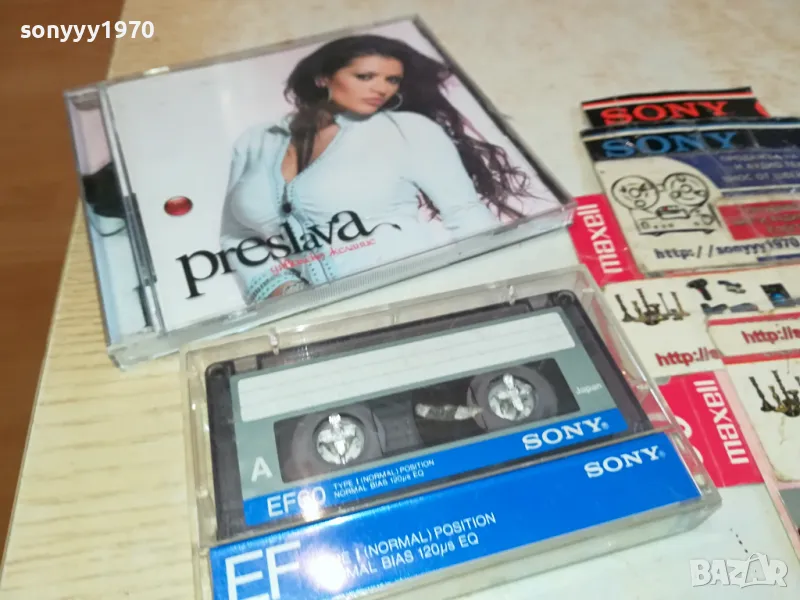 sonyyy1970
preslava
SONY
SONY
http://sonyyy1970.
maxell
http://
http://
maxell
Japan
A
SONY®
EF60
TYPE I (NORMAL) POSITION
NORMAL BIAS 120µs EQ
SONY®
EF
TYPE I (NORMAL) POSITION
NORMAL BIAS 120µs EQ
BAZAR